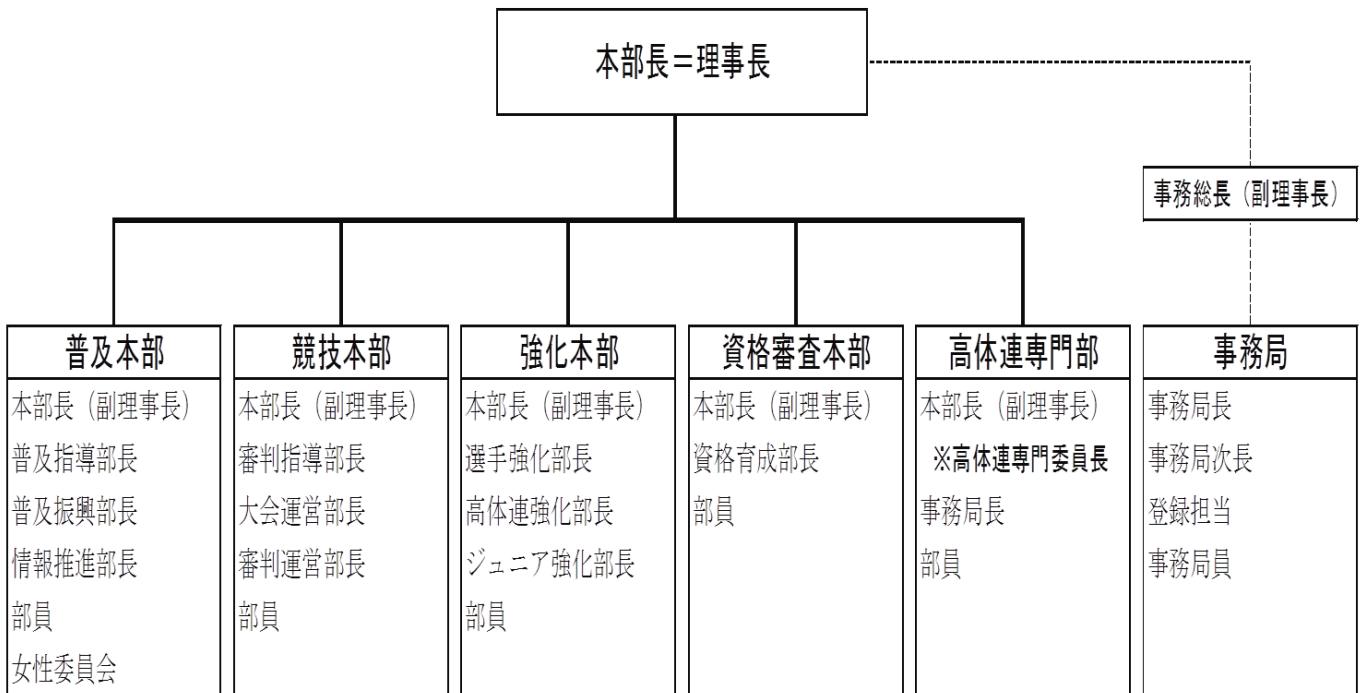 本部長＝理事長
事務総長（副理事長）
普及本部
本部長（副理事長）
普及指導部長
普及振興部長
情報推進部長
部員
女性委員会
競技本部
本部長（副理事長）
審判指導部長
大会運営部長
審判運営部長
部員
強化本部
本部長（副理事長）
選手強化部長
高体連強化部長
ジュニア強化部長
部員
資格審査本部
本部長（副理事長）
資格育成部長
部員
高体連専門部
本部長（副理事長）
※高体連専門委員長
事務局長
部員
事務局
事務局長
事務局次長
登録担当
事務局員